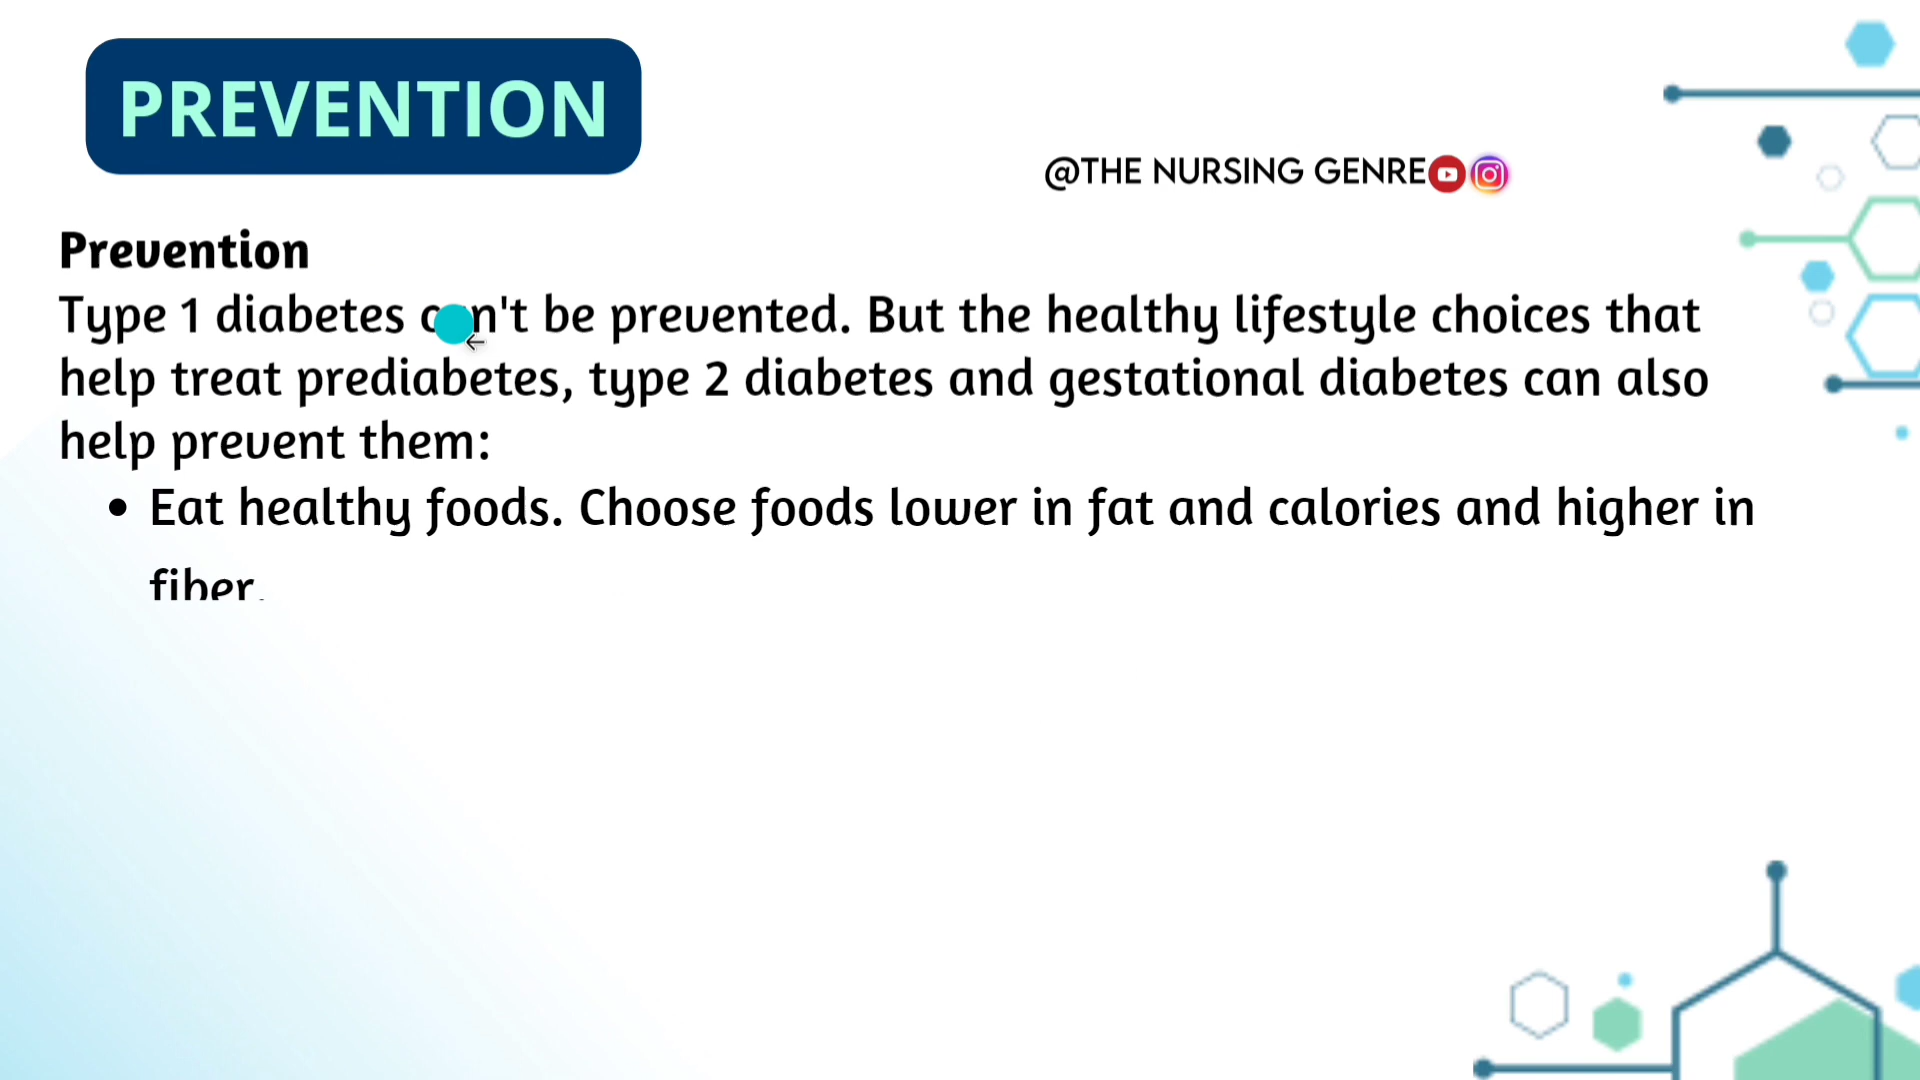 PREVENTION
@THE NURSING GENRE
Prevention
Type 1 diabetes can't be prevented. But the healthy lifestyle choices that
help treat prediabetes, type 2 diabetes and gestational diabetes can also
help prevent them:
• Eat healthy foods. Choose foods lower in fat and calories and higher in
fiber.